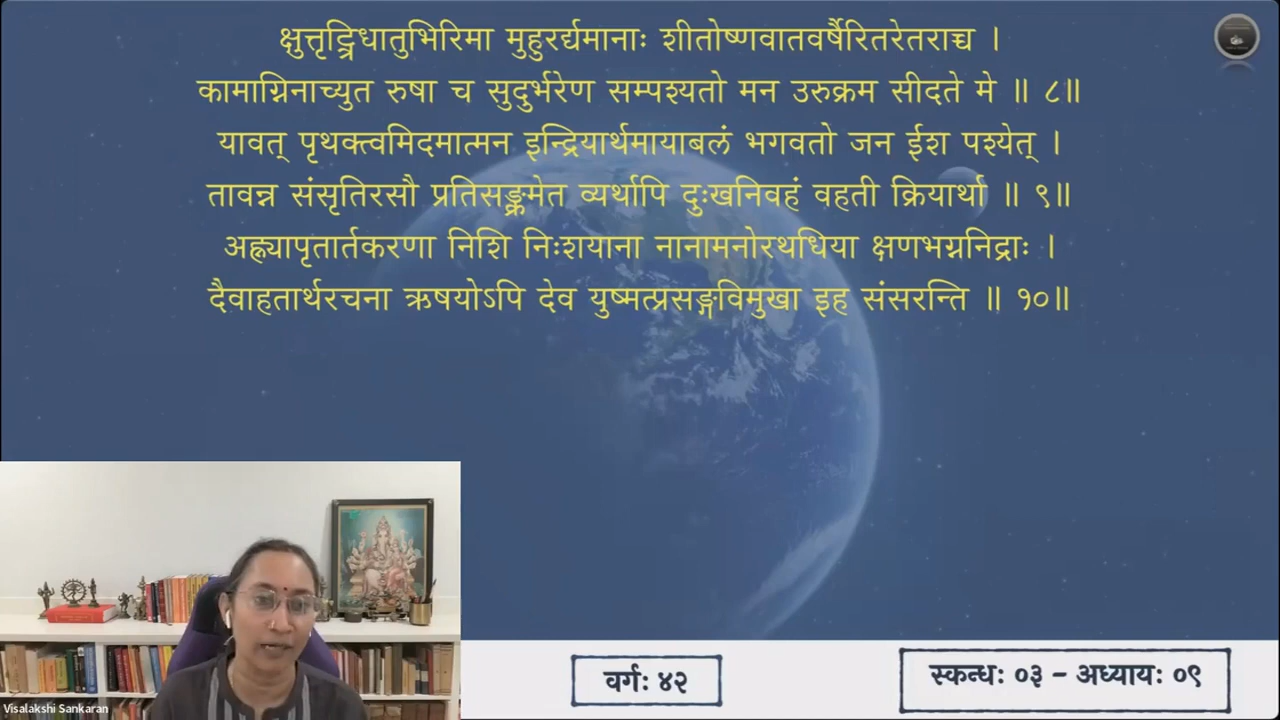 क्षुत्तृट्त्रिधातुभिरिमा मुहुरर्द्यमानाः शीतोष्णवातवर्षैरितरेतराच्च ।
कामाग्निनाच्युत रुषा च सुदुर्भरेण सम्पश्यतो मन उरुक्रम सीदते मे ॥ ८॥
यावत् पृथक्त्वमिदमात्मन इन्द्रियार्थमायाबलं भगवतो जन ईश पश्येत् ।
तावन्न संसृतिरसौ प्रतिसङ्क्रमेत व्यर्थापि दुःखनिवहं वहती क्रियार्था ॥ ९॥
अह्न्यापृतार्तकरणा निशि निःशयाना नानामनोरथधिया क्षणभग्ननिद्राः ।
दैवाहतार्थरचना ऋषयोऽपि देव युष्मत्प्रसङ्गविमुखा इह संसरन्ति ॥ १०॥
वर्गः ४२
स्कन्धः ०३ - अध्यायः ०९
Visalakshi Sankaran